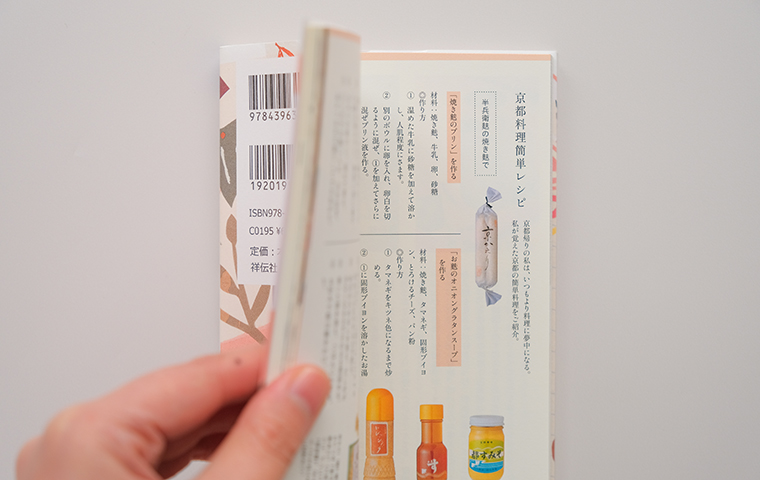 京都料理簡単レシピ
京都帰りの私は、いつもより料理に夢中になる。
私が覚えた京都の簡単料理をご紹介。
半兵衛麸の焼き麸で
「焼き麸のプリン」を作る
材料:焼き麸、牛乳、卵、砂糖
◎作り方
① 温めた牛乳に砂糖を加えて溶か
し、人肌程度にさます。
② 別のボウルに卵を入れ、卵白を切
るように混ぜ、①を加えてさらに
混ぜプリン液を作る。
「お麸のオニオングラタンスープ」
を作る
材料:焼き麸、タマネギ、固形ブイヨ
ン、とろけるチーズ、パン粉
◎作り方
① タマネギをキツネ色になるまで炒
める。
② ①に固形ブイヨンを溶かしたお湯
都すみそ
97843963
192019
ISBN978-
C0195
定価:
祥伝社